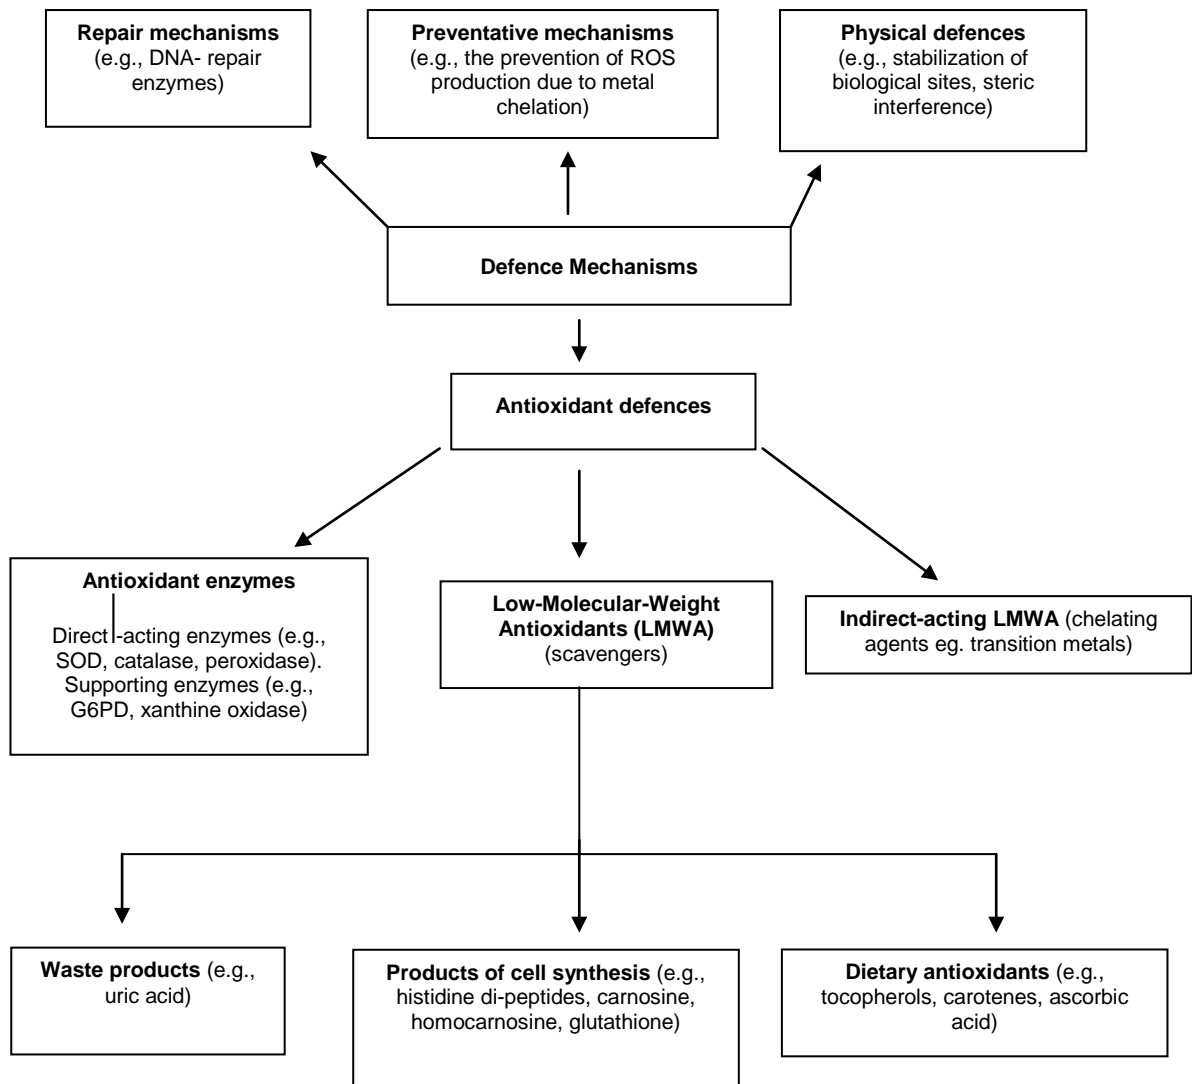 Repair mechanisms
(e.g., DNA- repair
enzymes)
Preventative mechanisms
(e.g., the prevention of ROS
production due to metal
chelation)
Physical defences
(e.g., stabilization of
biological sites, steric
interference)
Defence Mechanisms
Antioxidant defences
Antioxidant enzymes
Direct -acting enzymes (e.g.,
SOD, catalase, peroxidase).
Supporting enzymes (e.g.,
G6PD, xanthine oxidase)
Low-Molecular-Weight
Antioxidants (LMWA)
(scavengers)
Indirect-acting LMWA (chelating
agents eg. transition metals)
Waste products (e.g.,
uric acid)
Products of cell synthesis (e.g.,
histidine di-peptides, carnosine,
homocarnosine, glutathione)
Dietary antioxidants (e.g.,
tocopherols, carotenes, ascorbic
acid)